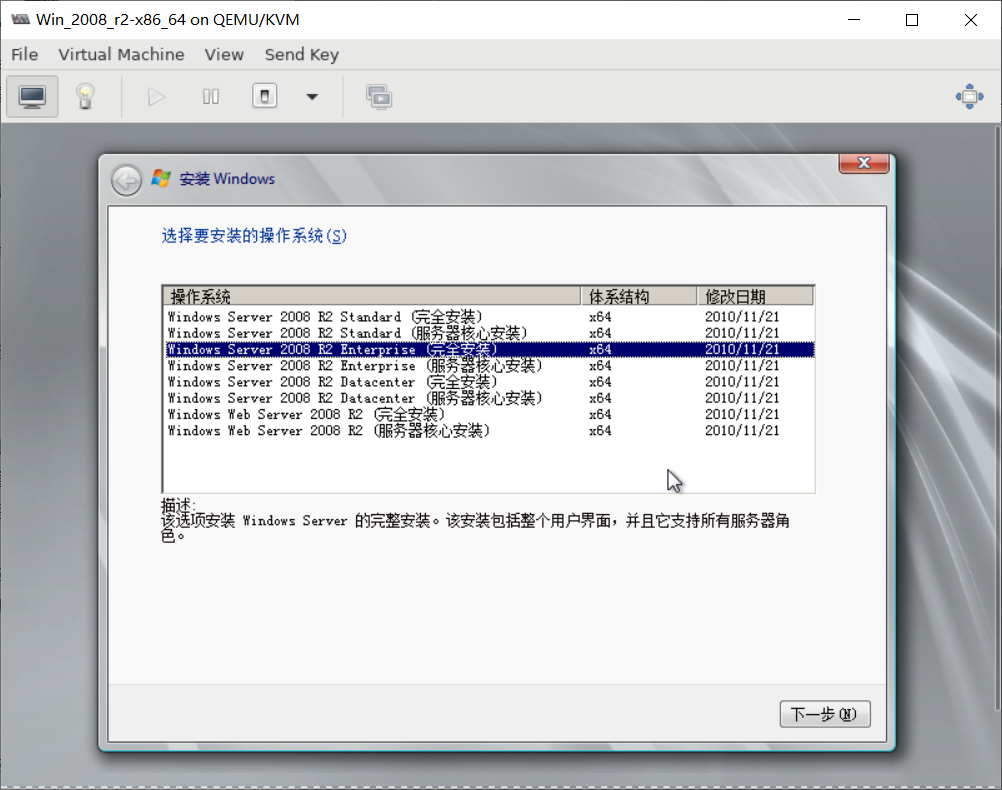 Win_2008_r2-x86_64 on QEMU/KVM
File Virtual Machine View Send Key
安装 Windows
选择要安装的操作系统(S)
操作系统 体系结构 修改日期
Windows Server 2008 R2 Standard (完全安装) x64 2010/11/21
Windows Server 2008 R2 Standard (服务器核心安装) x64 2010/11/21
Windows Server 2008 R2 Enterprise (完全安装) x64 2010/11/21
Windows Server 2008 R2 Enterprise (服务器核心安装) x64 2010/11/21
Windows Server 2008 R2 Datacenter (完全安装) x64 2010/11/21
Windows Server 2008 R2 Datacenter (服务器核心安装) x64 2010/11/21
Windows Web Server 2008 R2 (完全安装) x64 2010/11/21
Windows Web Server 2008 R2 (服务器核心安装) x64 2010/11/21
描述:
该选项安装 Windows Server 的完整安装。该安装包括整个用户界面，并且它支持所有服务器角
色。
下一步(N)